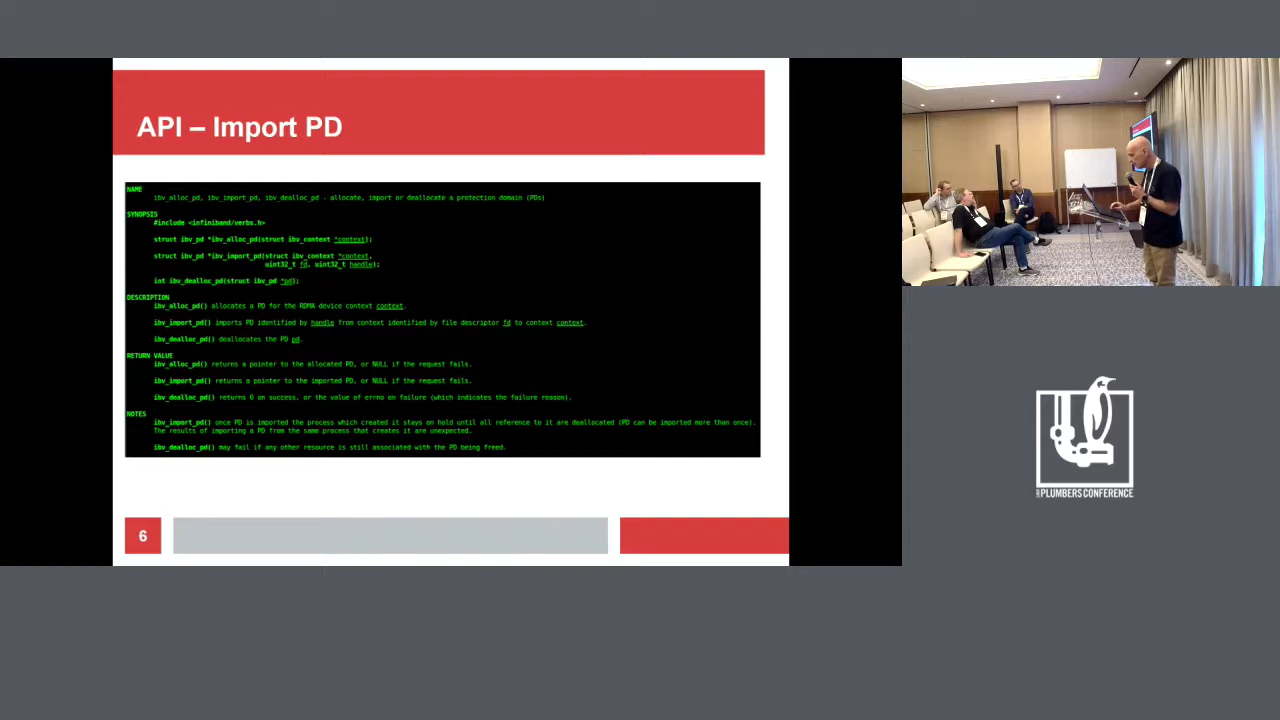 API – Import PD
NAME
ibv_alloc_pd, ibv_import_pd, ibv_dealloc_pd - allocate, import or deallocate a protection domain (PDs)
SYNOPSIS
#include <infiniband/verbs.h>
struct ibv_pd *ibv_alloc_pd(struct ibv_context *context);
struct ibv_pd *ibv_import_pd(struct ibv_context *context,
uint32_t fd, uint32_t handle);
int ibv_dealloc_pd(struct ibv_pd *pd);
DESCRIPTION
ibv_alloc_pd() allocates a PD for the RDMA device context context.
ibv_import_pd() imports PD identified by handle from context identified by file descriptor fd to context context.
ibv_dealloc_pd() deallocates the PD pd.
RETURN VALUE
ibv_alloc_pd() returns a pointer to the allocated PD, or NULL if the request fails.
ibv_import_pd() returns a pointer to the imported PD, or NULL if the request fails.
ibv_dealloc_pd() returns 0 on success, or the value of errno on failure (which indicates the failure reason).
NOTES
ibv_import_pd() once PD is imported the process which created it stays on hold until all reference to it are deallocated (PD can be imported more than once).
The results of importing a PD from the same process that creates it are unexpected.
ibv_dealloc_pd() may fail if any other resource is still associated with the PD being freed.
6
PLUMBERS CONFERENCE